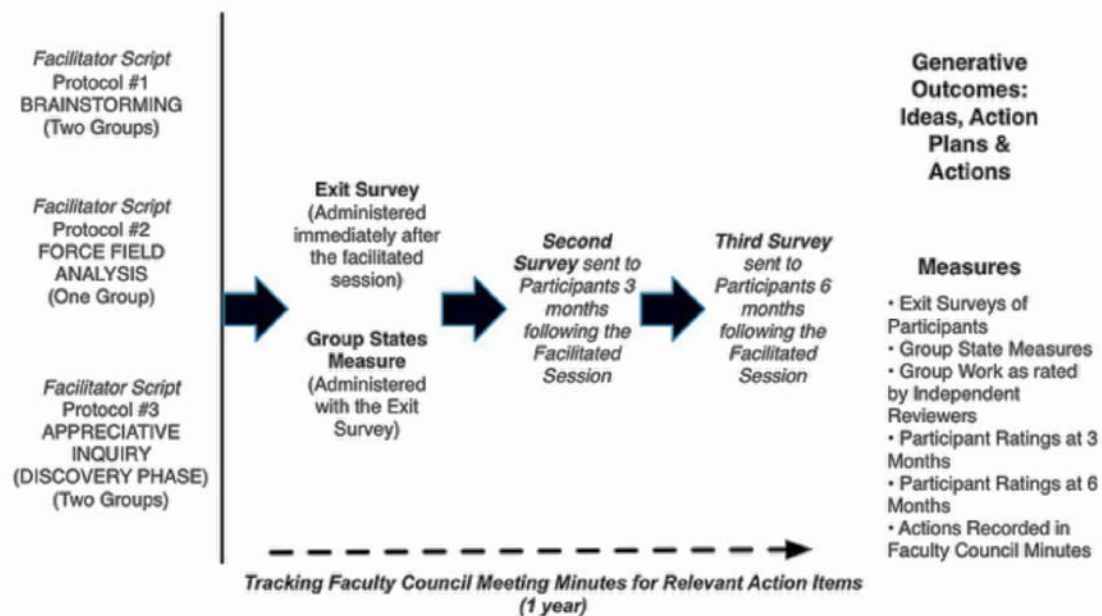 Facilitator Script
Protocol #1
BRAINSTORMING
(Two Groups)
Facilitator Script
Protocol #2
FORCE FIELD
ANALYSIS
(One Group)
Facilitator Script
Protocol #3
APPRECIATIVE
INQUIRY
(DISCOVERY PHASE)
(Two Groups)
Exit Survey
(Administered
immediately after
the facilitated
session)
Group States
Measure
(Administered
with the Exit
Survey)
Second
Survey sent to
Participants 3
months
following the
Facilitated
Session
Third Survey
sent to
Participants 6
months
following the
Facilitated
Session
Generative
Outcomes:
Ideas, Action
Plans &
Actions
Measures
• Exit Surveys of
Participants
• Group State Measures
• Group Work as rated
by Independent
Reviewers
• Participant Ratings at 3
Months
• Participant Ratings at 6
Months
• Actions Recorded in
Faculty Council Minutes
Tracking Faculty Council Meeting Minutes for Relevant Action Items
(1 year)